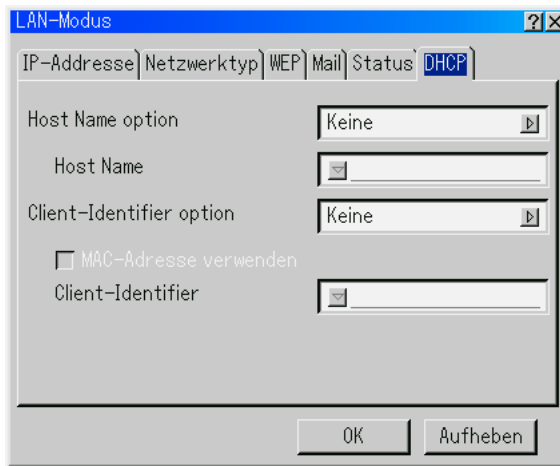 LAN-Modus
IP-Addresse Netzwerktyp WEP Mail Status DHCP
Host Name option Keine
Host Name
Client-Identifier option Keine
MAC-Adresse verwenden
Client-Identifier
OK Aufheben